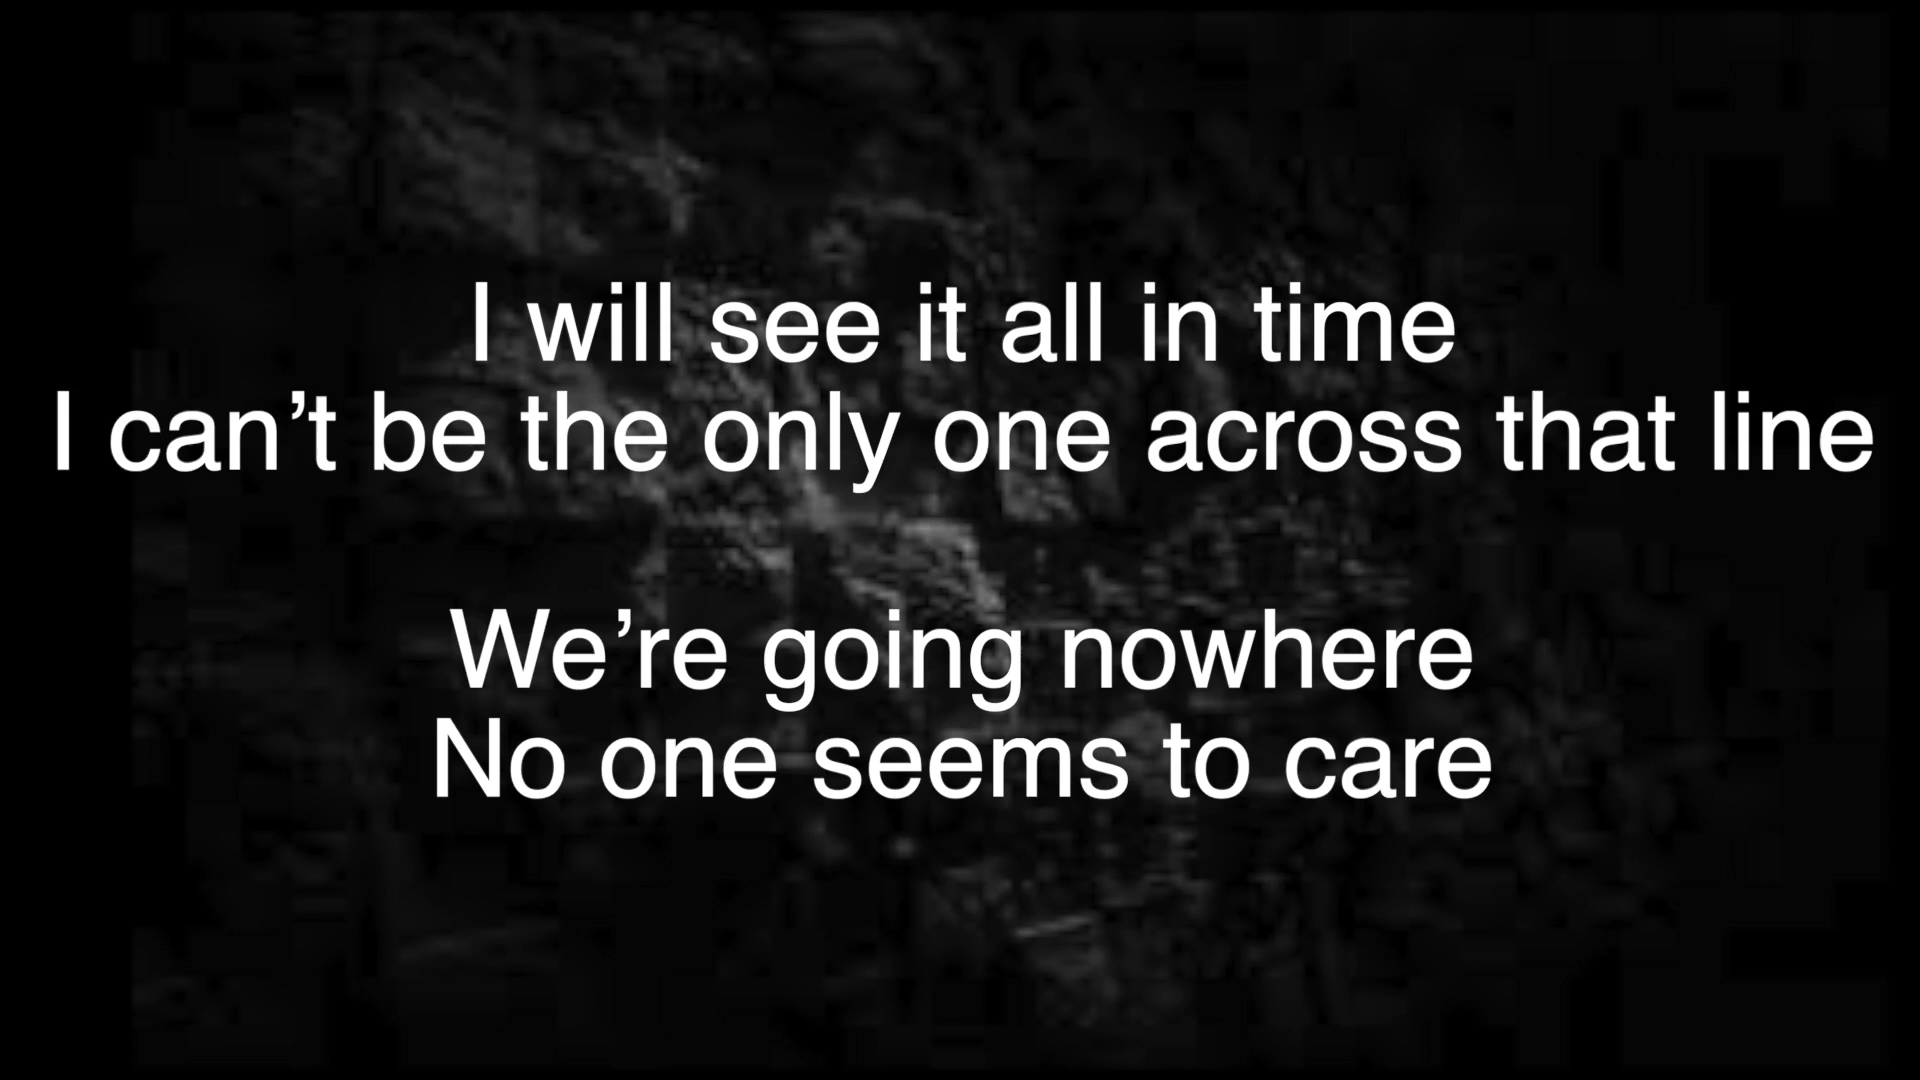 I will see it all in time
I can’t be the only one across that line
We’re going nowhere
No one seems to care